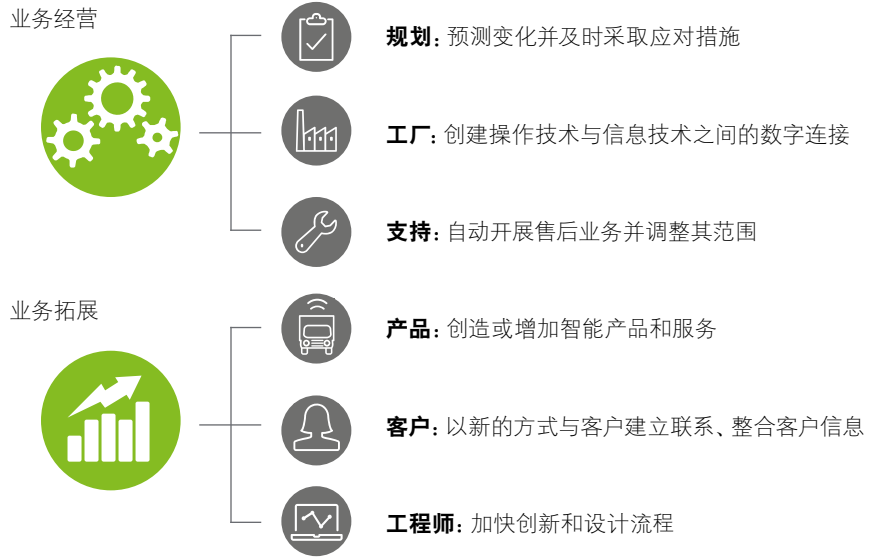 业务经营
规划：预测变化并及时采取应对措施
工厂：创建操作技术与信息技术之间的数字连接
支持：自动开展售后业务并调整其范围
业务拓展
产品：创造或增加智能产品和服务
客户：以新的方式与客户建立联系、整合客户信息
工程师：加快创新和设计流程